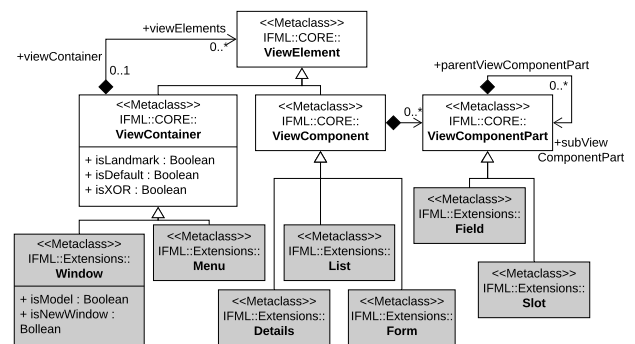 <<Metaclass>>
IFML::CORE::
ViewElement
+viewElements
0..*
+viewContainer
0..1
<<Metaclass>>
IFML::CORE::
ViewContainer
+ isLandmark : Boolean
+ isDefault : Boolean
+ isXOR : Boolean
<<Metaclass>>
IFML::CORE::
ViewComponent
0..*
<<Metaclass>>
IFML::CORE::
ViewComponentPart
+parentViewComponentPart
0..*
+subView
ComponentPart
<<Metaclass>>
IFML::Extensions::
Window
+ isModel : Boolean
+ isNewWindow :
Bollean
<<Metaclass>>
IFML::Extensions::
Menu
<<Metaclass>>
IFML::Extensions::
List
<<Metaclass>>
IFML::Extensions::
Details
<<Metaclass>>
IFML::Extensions::
Form
<<Metaclass>>
IFML::Extensions::
Field
<<Metaclass>>
IFML::Extensions::
Slot